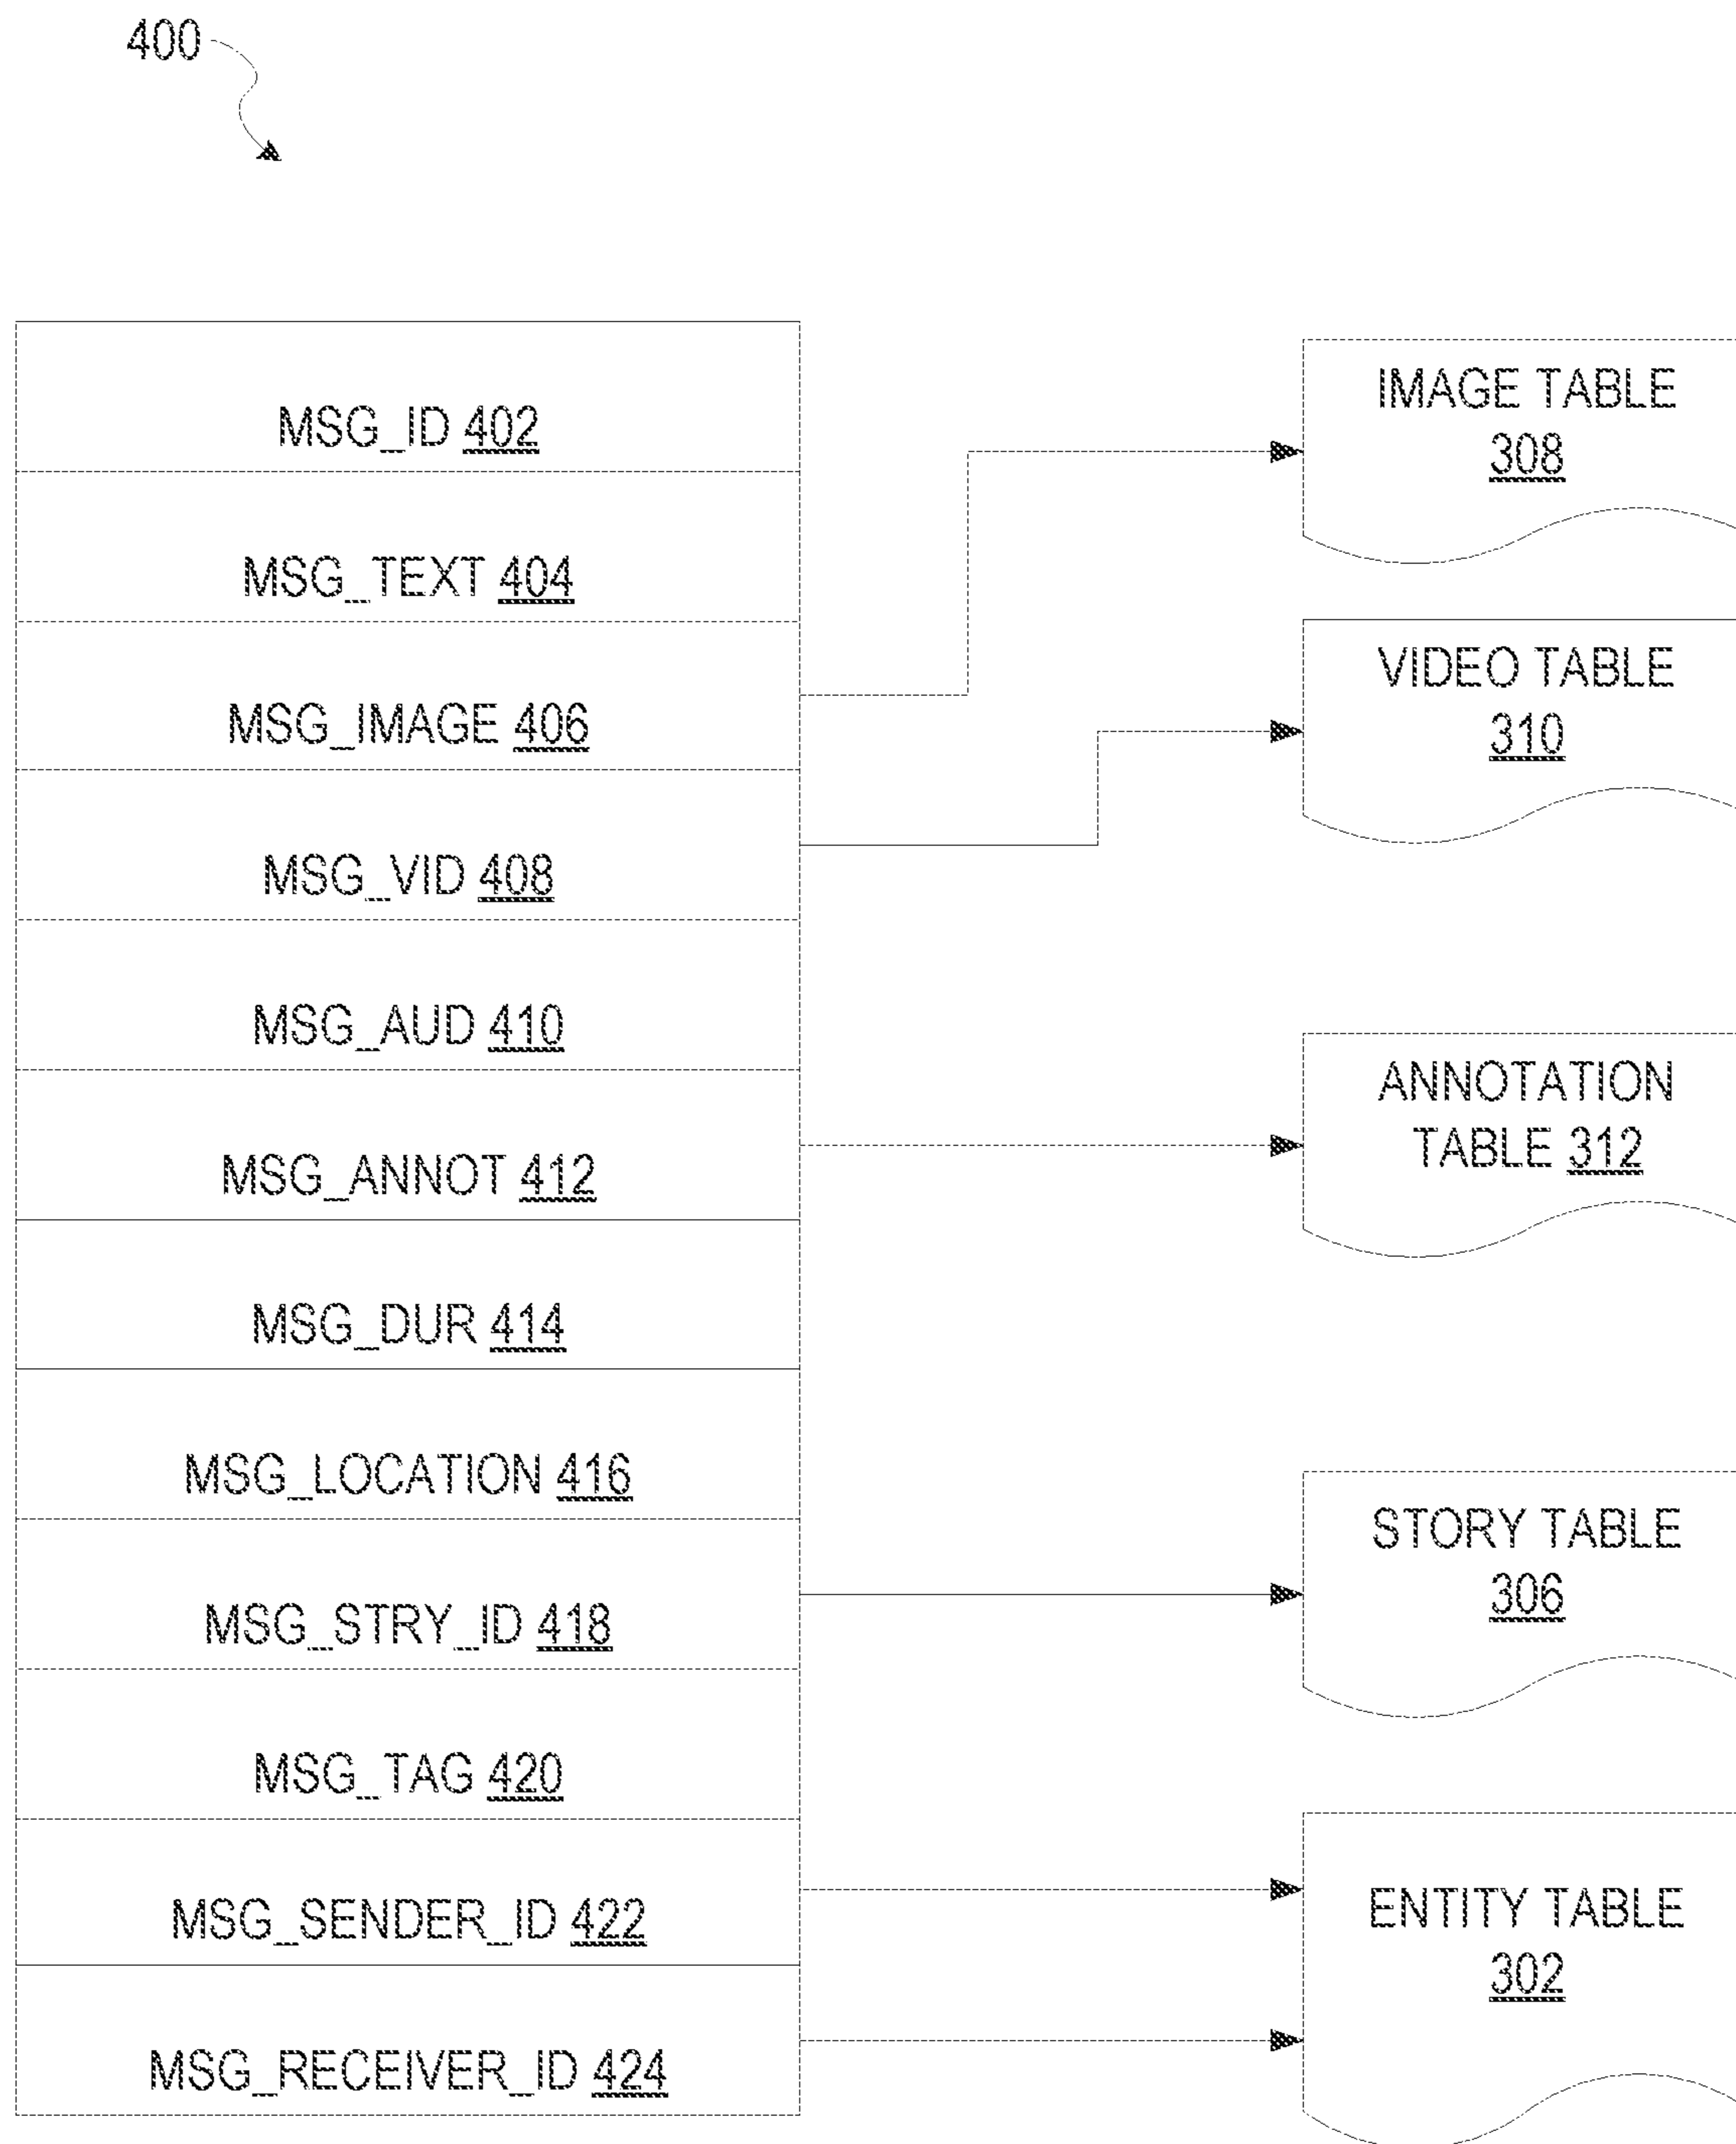 400
MSG_ID 402
MSG_TEXT 404
MSG_IMAGE 406
MSG_VID 408
MSG_AUD 410
MSG_ANNOT 412
MSG_DUR 414
MSG_LOCATION 416
MSG_STRY_ID 418
MSG_TAG 420
MSG_SENDER_ID 422
MSG_RECEIVER_ID 424
IMAGE TABLE
308
VIDEO TABLE
310
ANNOTATION
TABLE 312
STORY TABLE
306
ENTITY TABLE
302